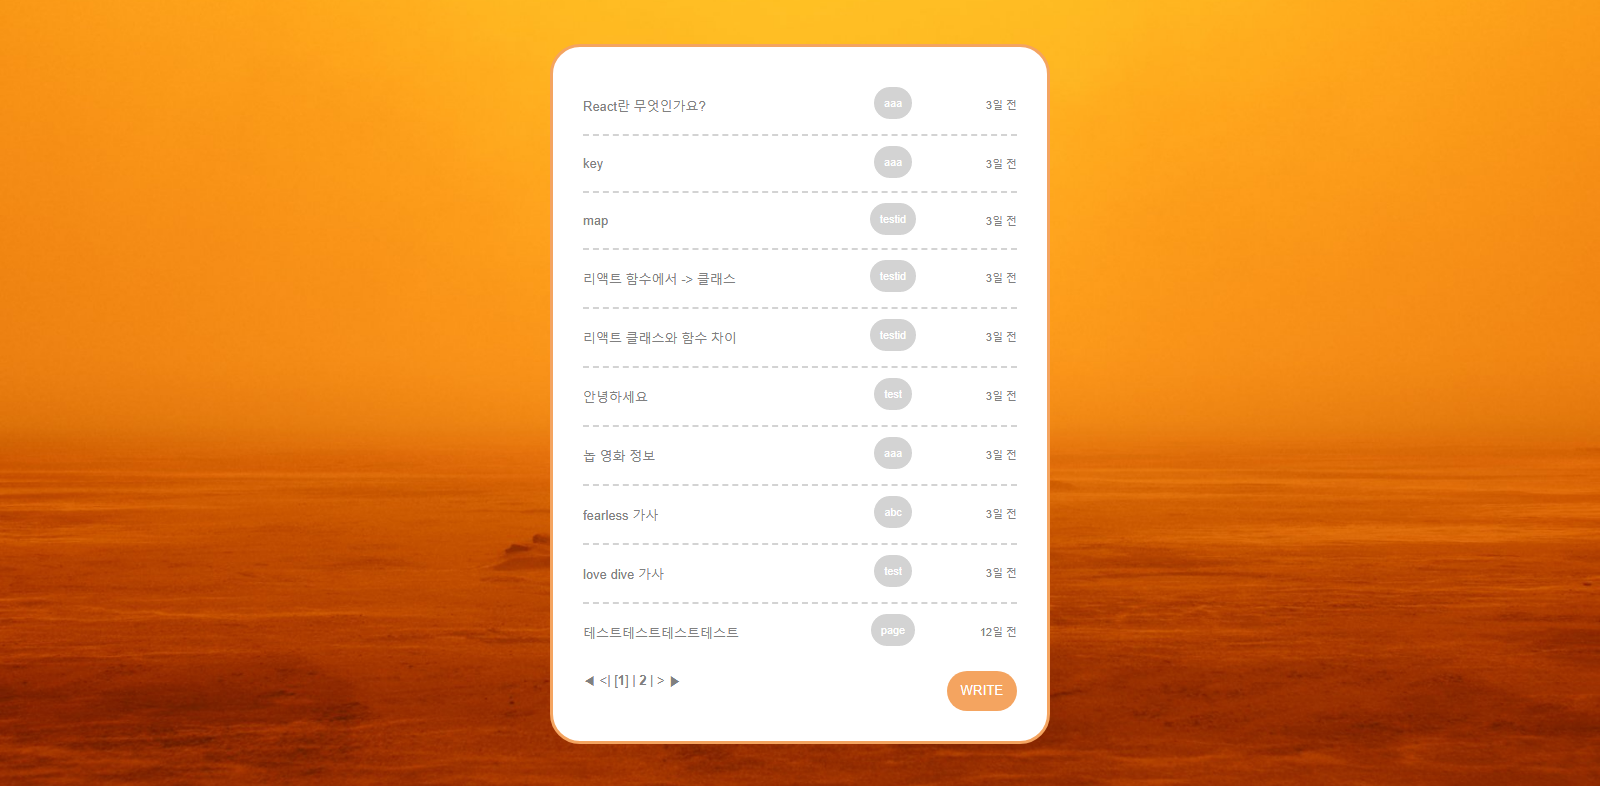 React란 무엇인가요? aaa 3일 전
key aaa 3일 전
map testid 3일 전
리액트 함수에서 -> 클래스 testid 3일 전
리액트 클래스와 함수 차이 testid 3일 전
안녕하세요 test 3일 전
놉 영화 정보 aaa 3일 전
fearless 가사 abc 3일 전
love dive 가사 test 3일 전
테스트테스트테스트테스트 page 12일 전
◀ <| [1] | 2 | > ▶ WRITE